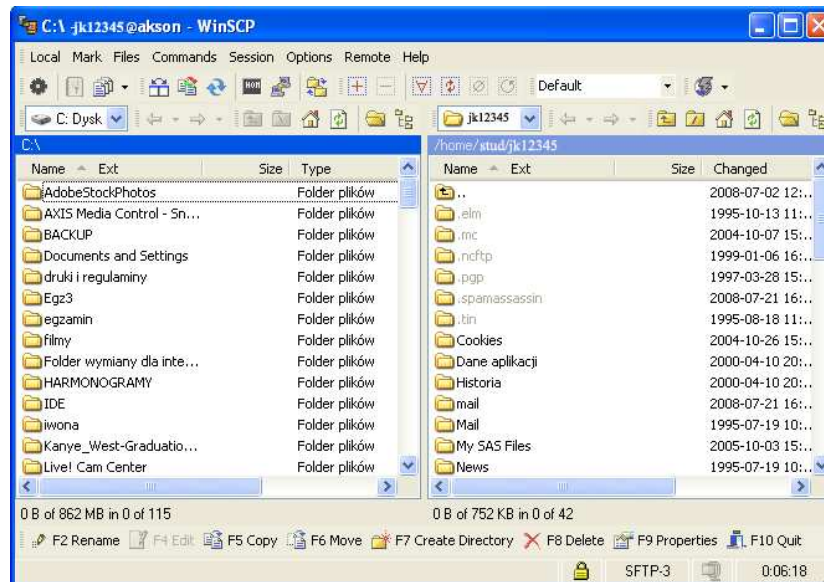 C:\ -jk12345@akson - WinSCP
Local Mark Files Commands Session Options Remote Help
Default
C: Dysk jk12345
C:\ /home/stud/jk12345
Name Ext Size Type Name Ext Size Changed
AdobeStockPhotos Folder plików .. 2008-07-02 12:..
AXIS Media Control - Sn... Folder plików .elm 1995-10-13 11:..
BACKUP Folder plików .mc 2004-10-07 15:..
Documents and Settings Folder plików .ncftp 1999-01-06 16:..
druki i regulaminy Folder plików .pgp 1997-03-28 15:..
Egz3 Folder plików .spamassassin 2008-07-21 16:..
egzamin Folder plików .tin 1995-08-18 11:..
filmy Folder plików Cookies 2004-10-26 15:..
Folder wymiany dla inte... Folder plików Dane aplikacji 2000-04-10 20:..
HARMONOGRAMY Folder plików Historia 2000-04-10 20:..
IDE Folder plików mail 2008-07-21 16:..
iwona Folder plików Mail 1995-07-19 10:..
Kanye_West-Graduatio... Folder plików My SAS Files 2005-10-03 15:..
Live! Cam Center Folder plików News 1995-07-19 10:..
0 B of 862 MB in 0 of 115 0 B of 752 KB in 0 of 42
F2 Rename F4 Edit F5 Copy F6 Move F7 Create Directory F8 Delete F9 Properties F10 Quit
SFTP-3 0:06:18